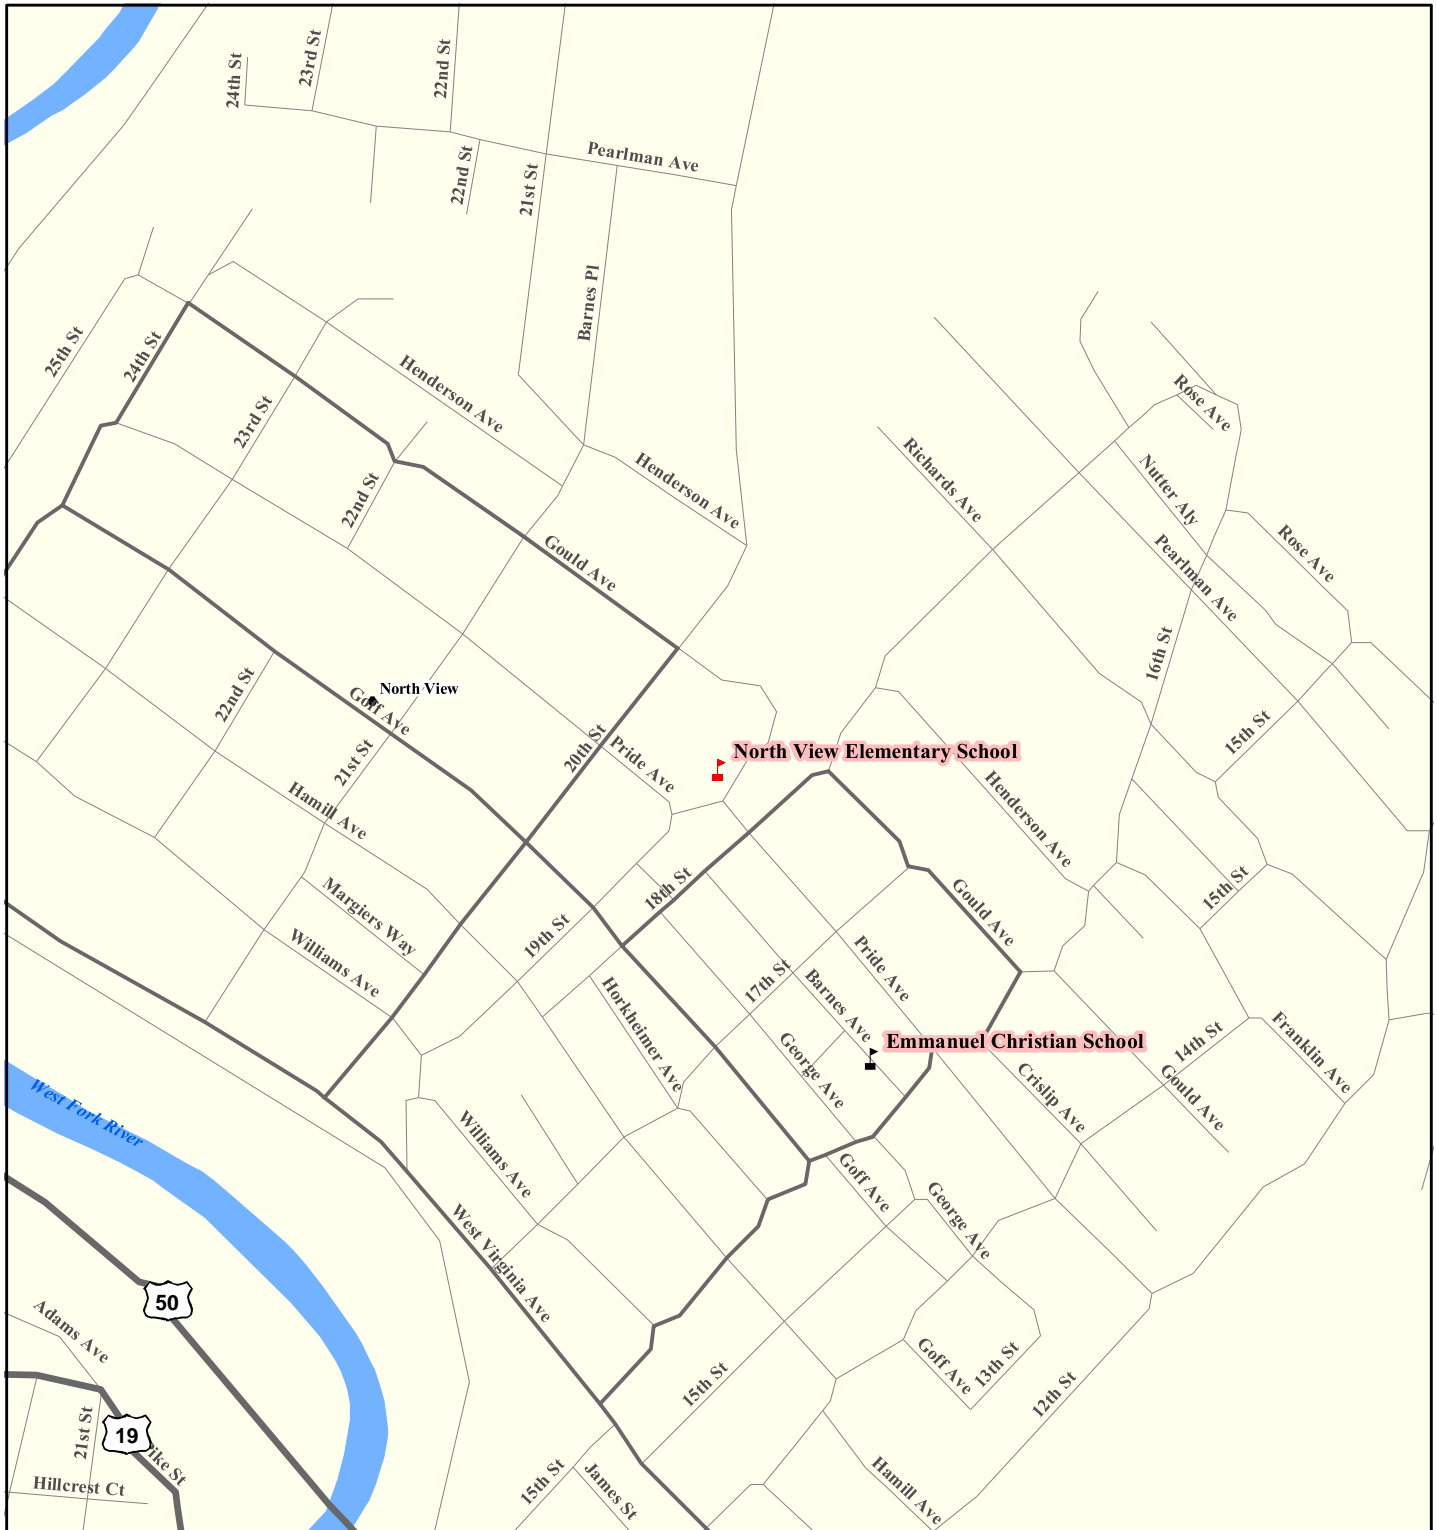 24th St
23rd St
22nd St
Pearlman Ave
22nd St
21st St
Barnes Pl
25th St
24th St
23rd St
Henderson Ave
22nd St
Henderson Ave
Gould Ave
Richards Ave
Rose Ave
Nutter Aly
Rose Ave
Pearlman Ave
16th St
15th St
22nd St
North View
Goff Ave
21st St
20th St
Pride Ave
North View Elementary School
Hamill Ave
Henderson Ave
Margiers Way
Williams Ave
18th St
19th St
Gould Ave
15th St
Pride Ave
17th St
Barnes Ave
Horkheimer Ave
George Ave
Emmanuel Christian School
14th St
Franklin Ave
Crislip Ave
Gould Ave
West Fork River
Williams Ave
Goff Ave
George Ave
West Virginia Ave
50
Adams Ave
Goff Ave
13th St
12th St
15th St
21st St
19
Pike St
Hillcrest Ct
15th St
James St
Hamill Ave